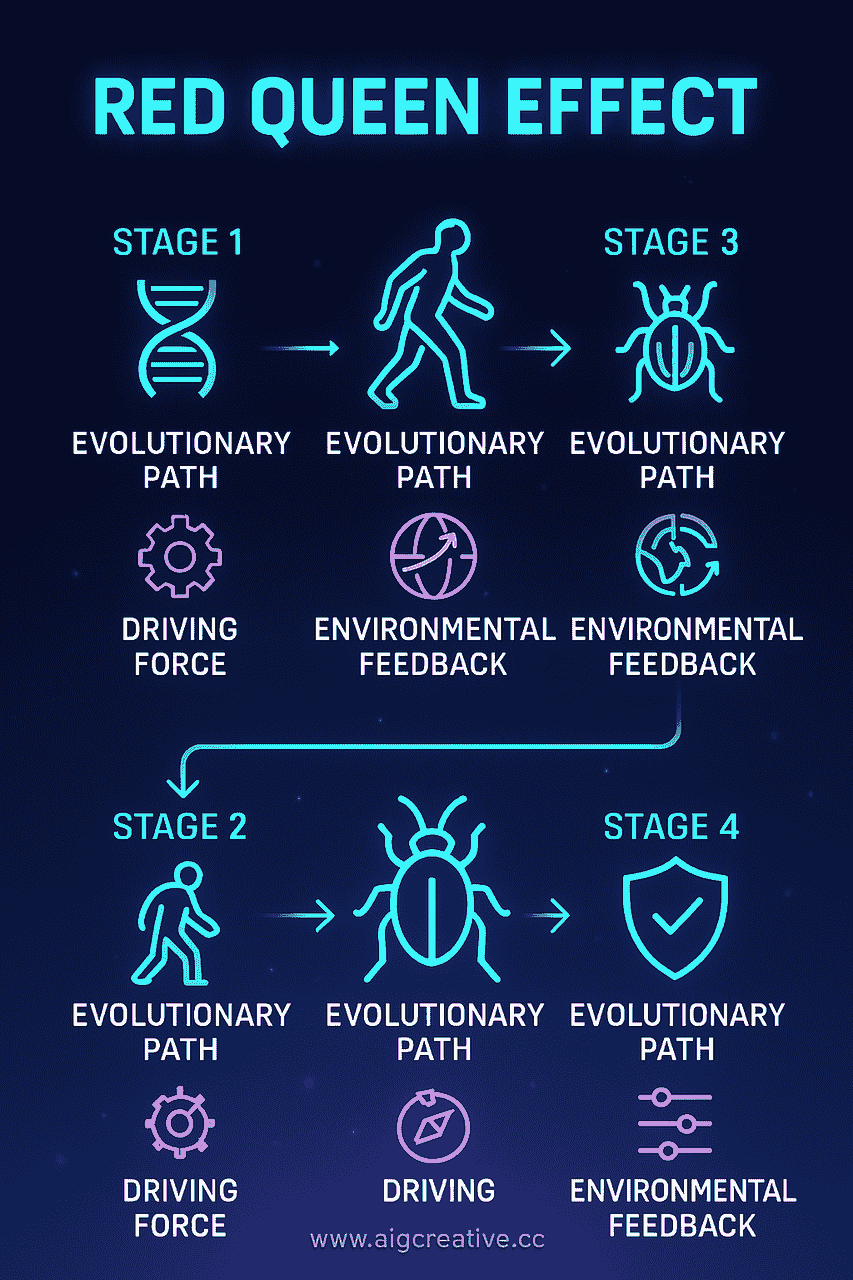 RED QUEEN EFFECT
STAGE 1
STAGE 3
EVOLUTIONARY
PATH
EVOLUTIONARY
PATH
EVOLUTIONARY
PATH
DRIVING
FORCE
ENVIRONMENTAL
FEEDBACK
ENVIRONMENTAL
FEEDBACK
STAGE 2
STAGE 4
EVOLUTIONARY
PATH
EVOLUTIONARY
PATH
EVOLUTIONARY
PATH
DRIVING
FORCE
DRIVING
ENVIRONMENTAL
FEEDBACK
www.aigcreative.cc